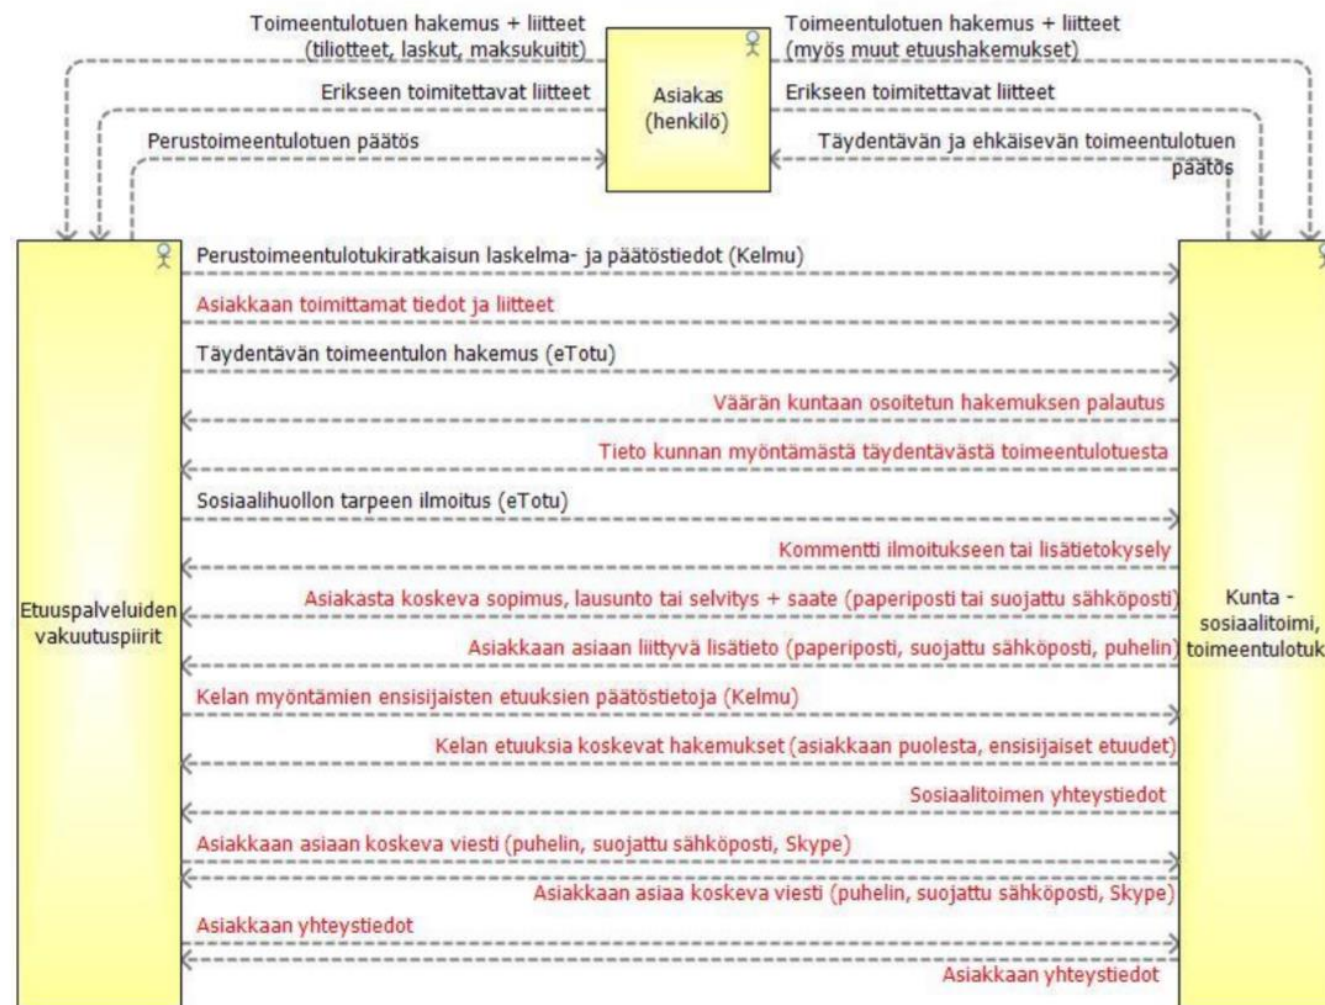 Toimeentulotuen hakemus + liitteet
(tiliotteet, laskut, maksukuitit)
Toimeentulotuen hakemus + liitteet
(myös muut etuushakemukset)
Erikseen toimitettavat liitteet
Asiakas
(henkilö)
Erikseen toimitettavat liitteet
Perustoimeentulotuen päätös
Täydentävän ja ehkäisevän toimeentulotuen
päätös
Perustoimeentulotukiratkaisun laskelma- ja päätöstiedot (Kelmu)
Asiakkaan toimittamat tiedot ja liitteet
Täydentävän toimeentulon hakemus (eTotu)
Väärän kuntaan osoitetun hakemuksen palautus
Tieto kunnan myöntämästä täydentävästä toimeentulotuesta
Sosiaalihuollon tarpeen ilmoitus (eTotu)
Kommentti ilmoitukseen tai lisätietokysely
Etuuspalveluiden
vakuutuspiirit
Asiakasta koskeva sopimus, lausunto tai selvitys + saate (paperiposti tai suojattu sähköposti)
Kunta -
sosiaalitoimi,
toimeentulotuk
Asiakkaan asiaan liittyvä lisätieto (paperiposti, suojattu sähköposti, puhelin)
Kelan myöntämien ensisijaisten etuuksien päätöstietoja (Kelmu)
Kelan etuuksia koskevat hakemukset (asiakkaan puolesta, ensisijaiset etuudet)
Sosiaalitoimen yhteystiedot
Asiakkaan asiaan koskeva viesti (puhelin, suojattu sähköposti, Skype)
Asiakkaan asiaa koskeva viesti (puhelin, suojattu sähköposti, Skype)
Asiakkaan yhteystiedot
Asiakkaan yhteystiedot